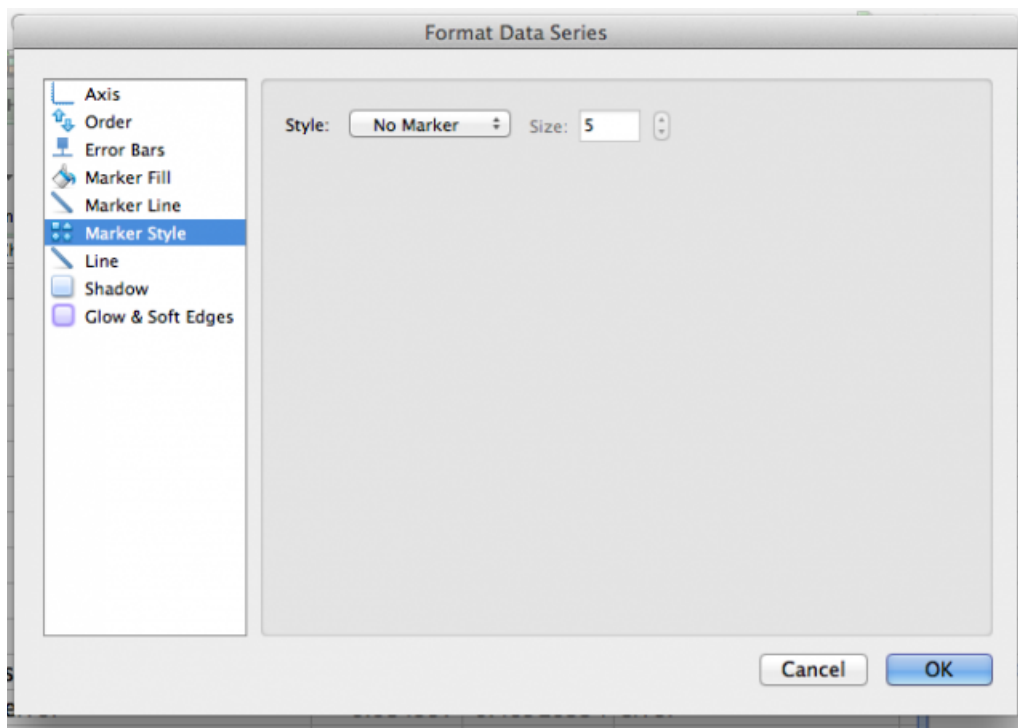 Format Data Series
Axis
Order
Error Bars
Marker Fill
Marker Line
Marker Style
Line
Shadow
Glow & Soft Edges
Style: No Marker Size: 5
Cancel OK